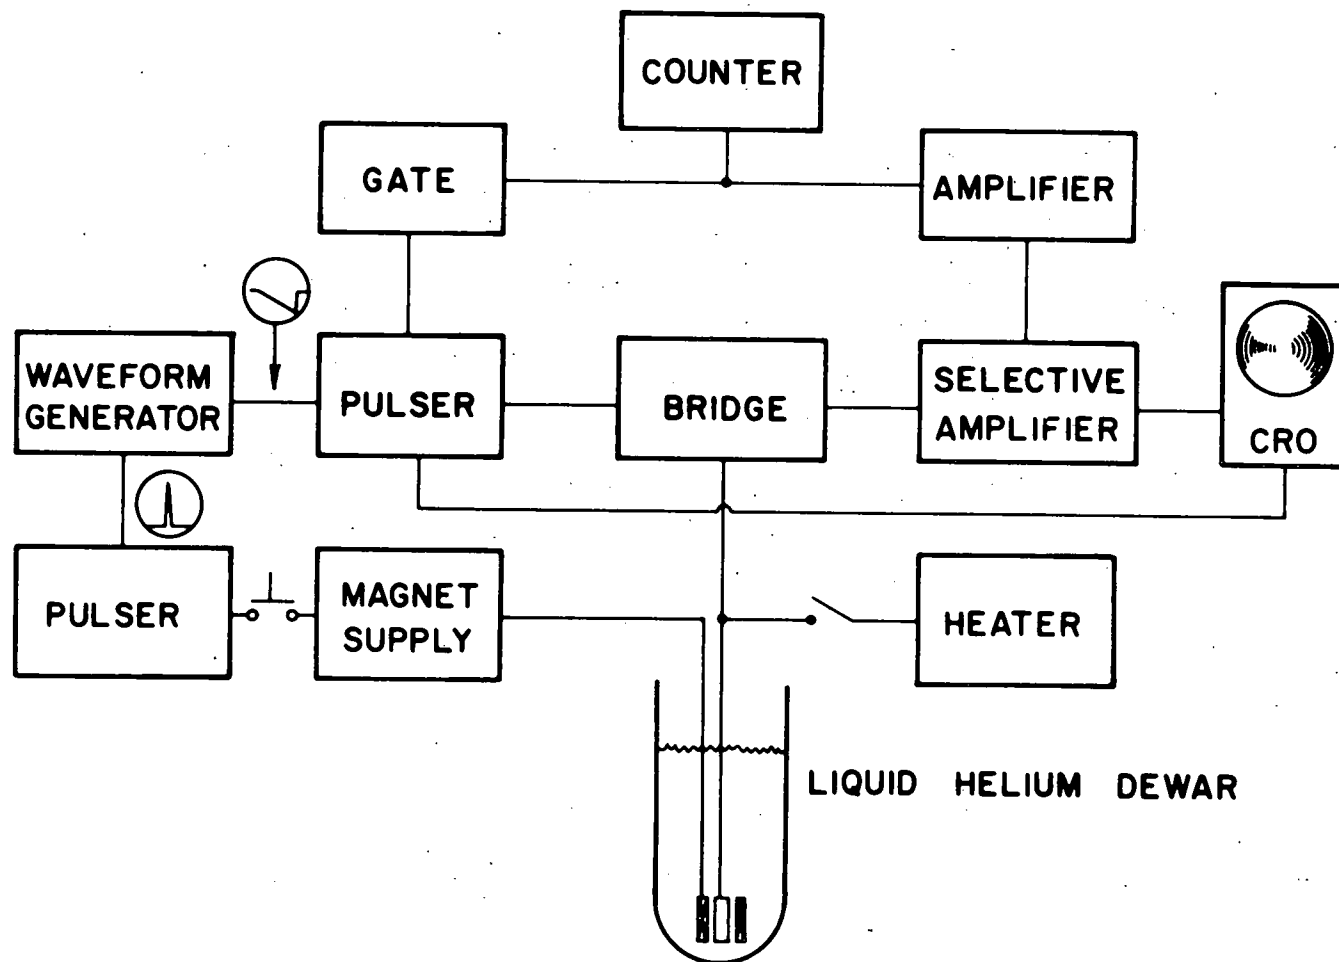 COUNTER
GATE
AMPLIFIER
WAVEFORM
GENERATOR
PULSER
BRIDGE
SELECTIVE
AMPLIFIER
CRO
PULSER
MAGNET
SUPPLY
HEATER
LIQUID HELIUM DEWAR